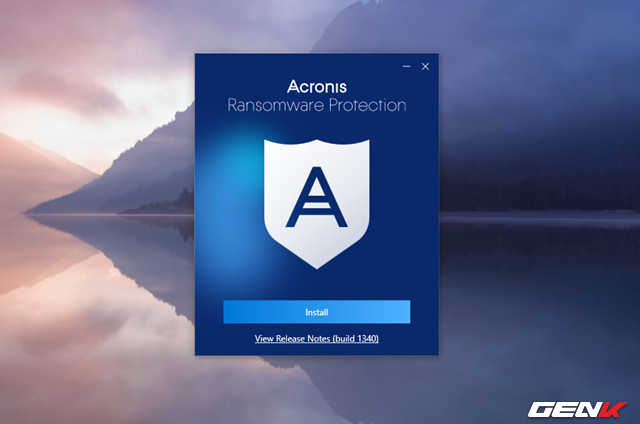 Acronis
Ransomware Protection
A
Install
View Release Notes (build 1340)
GENK